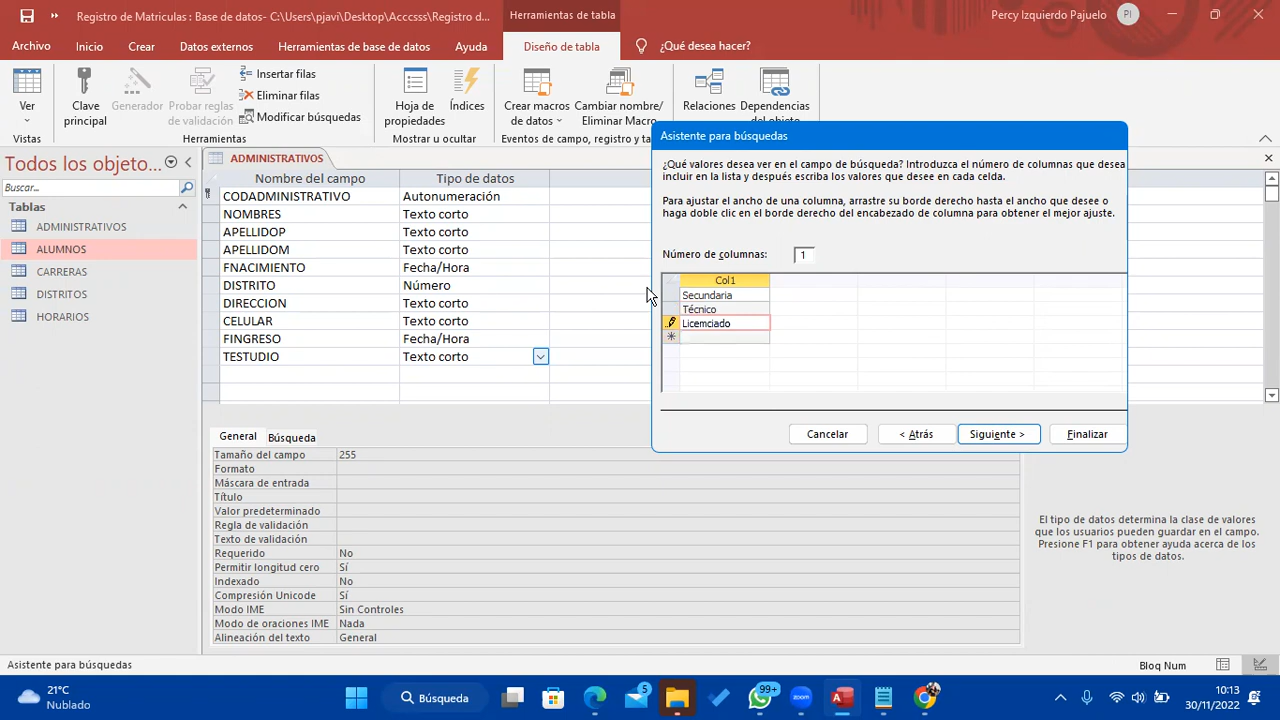 Registro de Matriculas : Base de datos- C:\Users\pjavi\Desktop\Acccsss\Registro d...
Herramientas de tabla
Percy Izquierdo Pajuelo
PI
Archivo
Inicio
Crear
Datos externos
Herramientas de base de datos
Ayuda
Diseño de tabla
¿Qué desea hacer?
Ver
Vistas
Clave principal
Generador
Probar reglas de validación
Insertar filas
Eliminar filas
Modificar búsquedas
Herramientas
Hoja de propiedades
Índices
Mostrar u ocultar
Crear macros de datos
Cambiar nombre/ Eliminar Macro
Eventos de campo, registro y ta
Relaciones
Dependencias del objeto
Todos los objeto...
Buscar...
Tablas
ADMINISTRATIVOS
ALUMNOS
CARRERAS
DISTRITOS
HORARIOS
ADMINISTRATIVOS
Nombre del campo Tipo de datos
CODADMINISTRATIVO Autonumeración
NOMBRES Texto corto
APELLIDOP Texto corto
APELLIDOM Texto corto
FNACIMIENTO Fecha/Hora
DISTRITO Número
DIRECCION Texto corto
CELULAR Texto corto
FINGRESO Fecha/Hora
TESTUDIO Texto corto
Asistente para búsquedas
¿Qué valores desea ver en el campo de búsqueda? Introduzca el número de columnas que desea
incluir en la lista y después escriba los valores que desee en cada celda.
Para ajustar el ancho de una columna, arrastre su borde derecho hasta el ancho que desee o
haga doble clic en el borde derecho del encabezado de columna para obtener el mejor ajuste.
Número de columnas: 1
Col1
Secundaria
Técnico
Licemciado
Cancelar
< Atrás
Siguiente >
Finalizar
General
Búsqueda
Tamaño del campo 255
Formato
Máscara de entrada
Título
Valor predeterminado
Regla de validación
Texto de validación
Requerido No
Permitir longitud cero Sí
Indexado No
Compresión Unicode Sí
Modo IME Sin Controles
Modo de oraciones IME Nada
Alineación del texto General
El tipo de datos determina la clase de valores
que los usuarios pueden guardar en el campo.
Presione F1 para obtener ayuda acerca de los
tipos de datos.
Asistente para búsquedas
Bloq Num
21°C
Nublado
Búsqueda
5
99+
zoom
10:13
30/11/2022